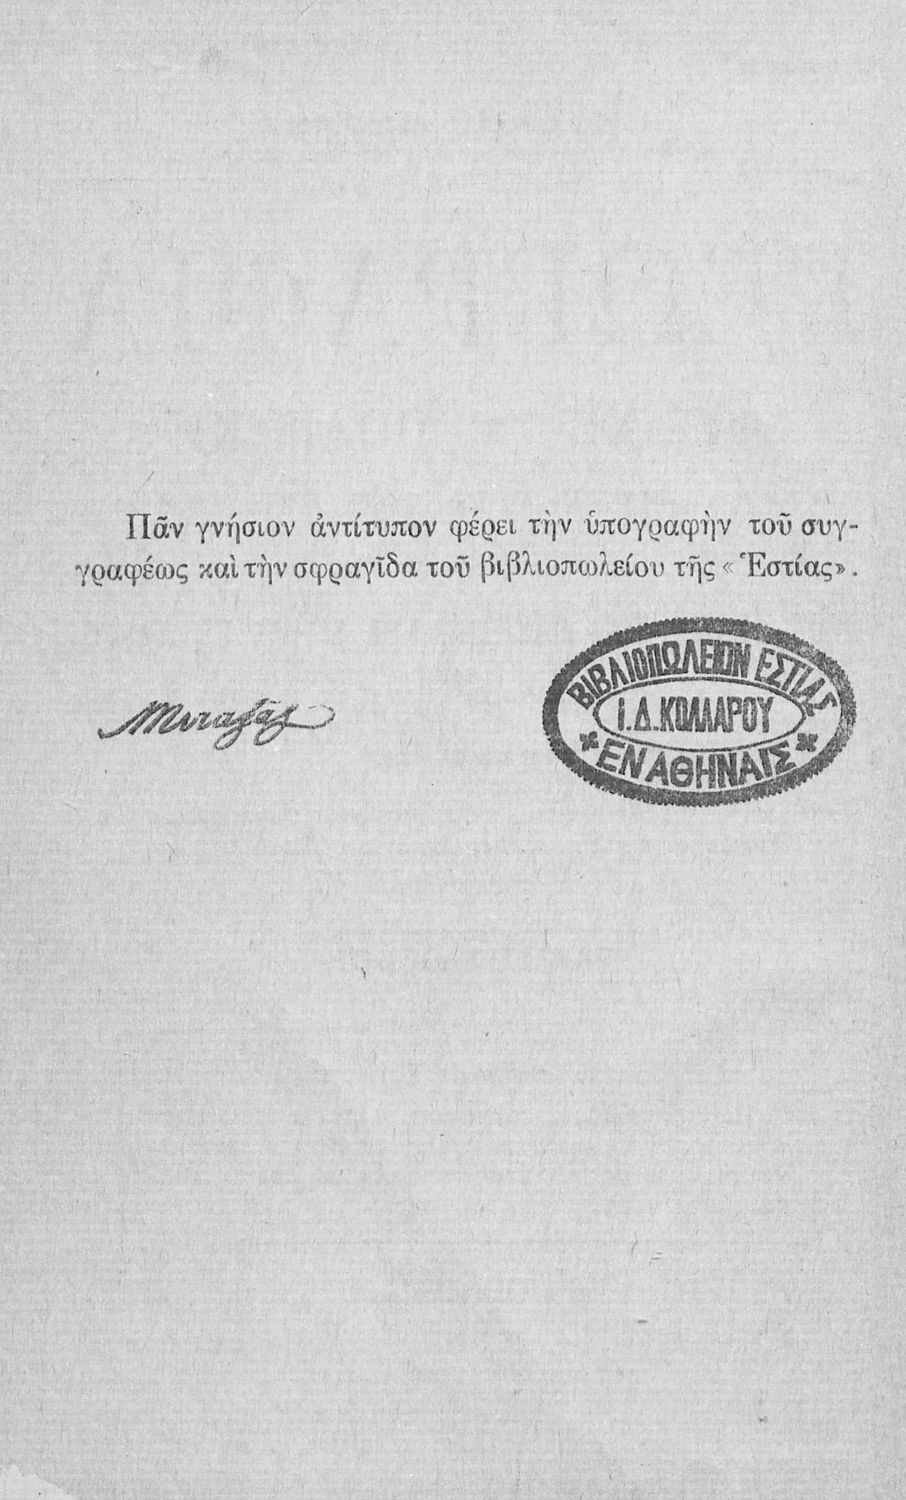 Πᾶν γνήσιον ἀντίτυπον φέρει τὴν ὑπογραφὴν τοῦ συγ-
γραφέως καὶ τὴν σφραγῖδα τοῦ βιβλιοπωλείου τῆς «Ἑστίας».
ΒΙΒΛΙΟΠΩΛΕΙΟΝ ΕΣΤΙΑΣ
Ι.Δ.ΚΟΛΛΑΡΟΥ
ΕΝ ΑΘΗΝΑΙΣ